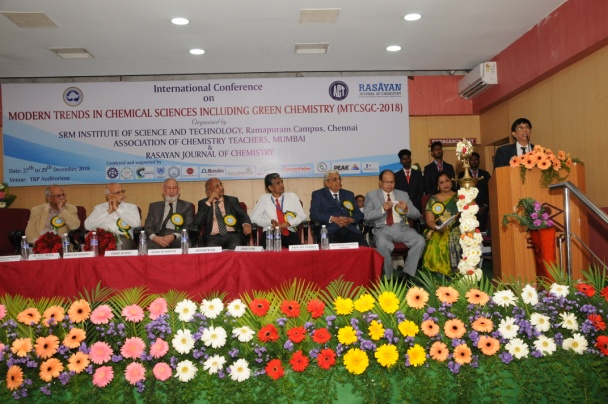 International Conference
on
MODERN TRENDS IN CHEMICAL SCIENCES INCLUDING GREEN CHEMISTRY (MTCSGC-2018)
Organized by
SRM INSTITUTE OF SCIENCE AND TECHNOLOGY, Ramapuram Campus, Chennai
ASSOCIATION OF CHEMISTRY TEACHERS, MUMBAI
&
RASAYAN JOURNAL OF CHEMISTRY
Date: 27th to 29th December, 2018
Venue: TRP Auditorium
Catalyzed and supported by
ACT
RASAYAN
JOURNAL OF CHEMISTRY
PEAK
SRM